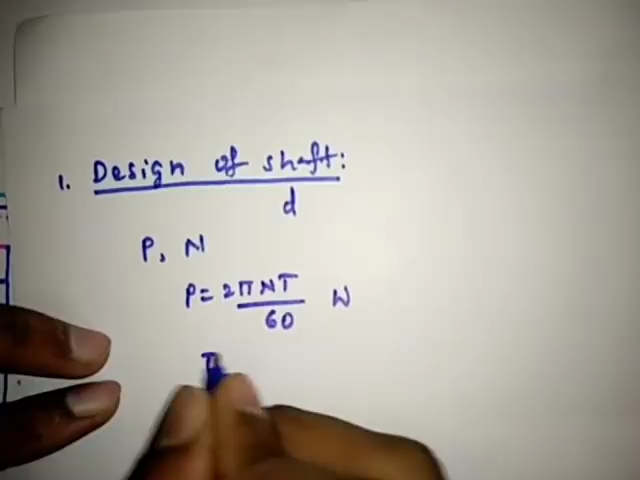 1. Design of shaft:
d
P, N
P = 2πNT / 60 W
T